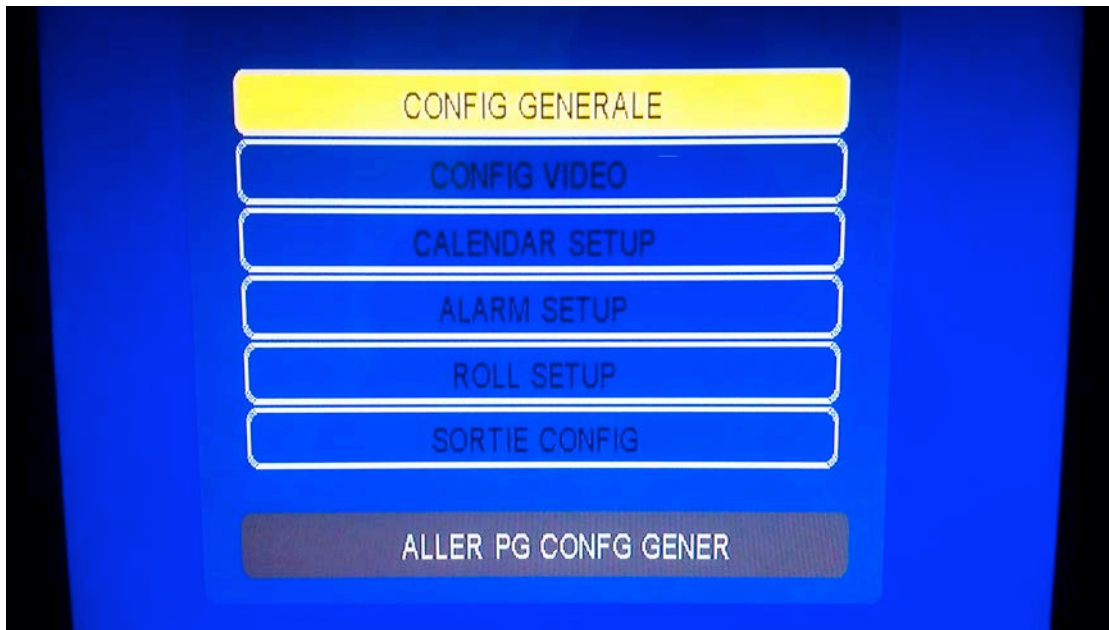 CONFIG GENERALE
CONFIG VIDEO
CALENDAR SETUP
ALARM SETUP
ROLL SETUP
SORTIE CONFIG
ALLER PG CONFG GENER